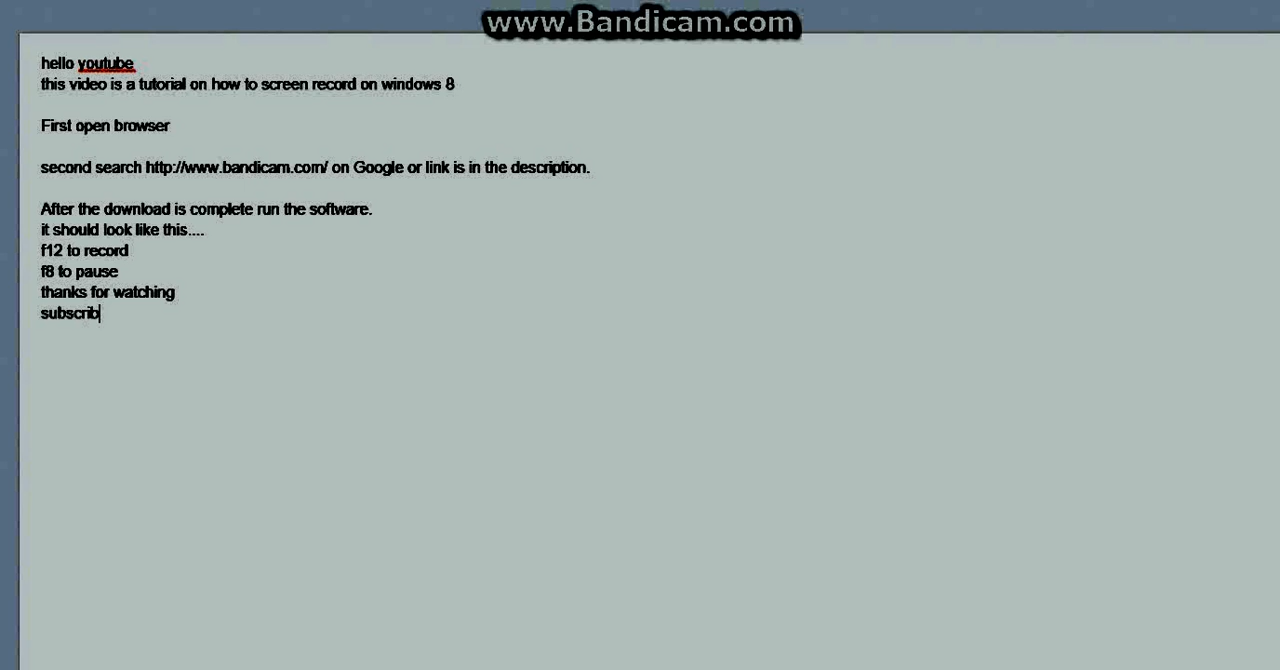 www.Bandicam.com
hello youtube
this video is a tutorial on how to screen record on windows 8
First open browser
second search http://www.bandicam.com/ on Google or link is in the description.
After the download is complete run the software.
it should look like this....
f12 to record
f8 to pause
thanks for watching
subscrib